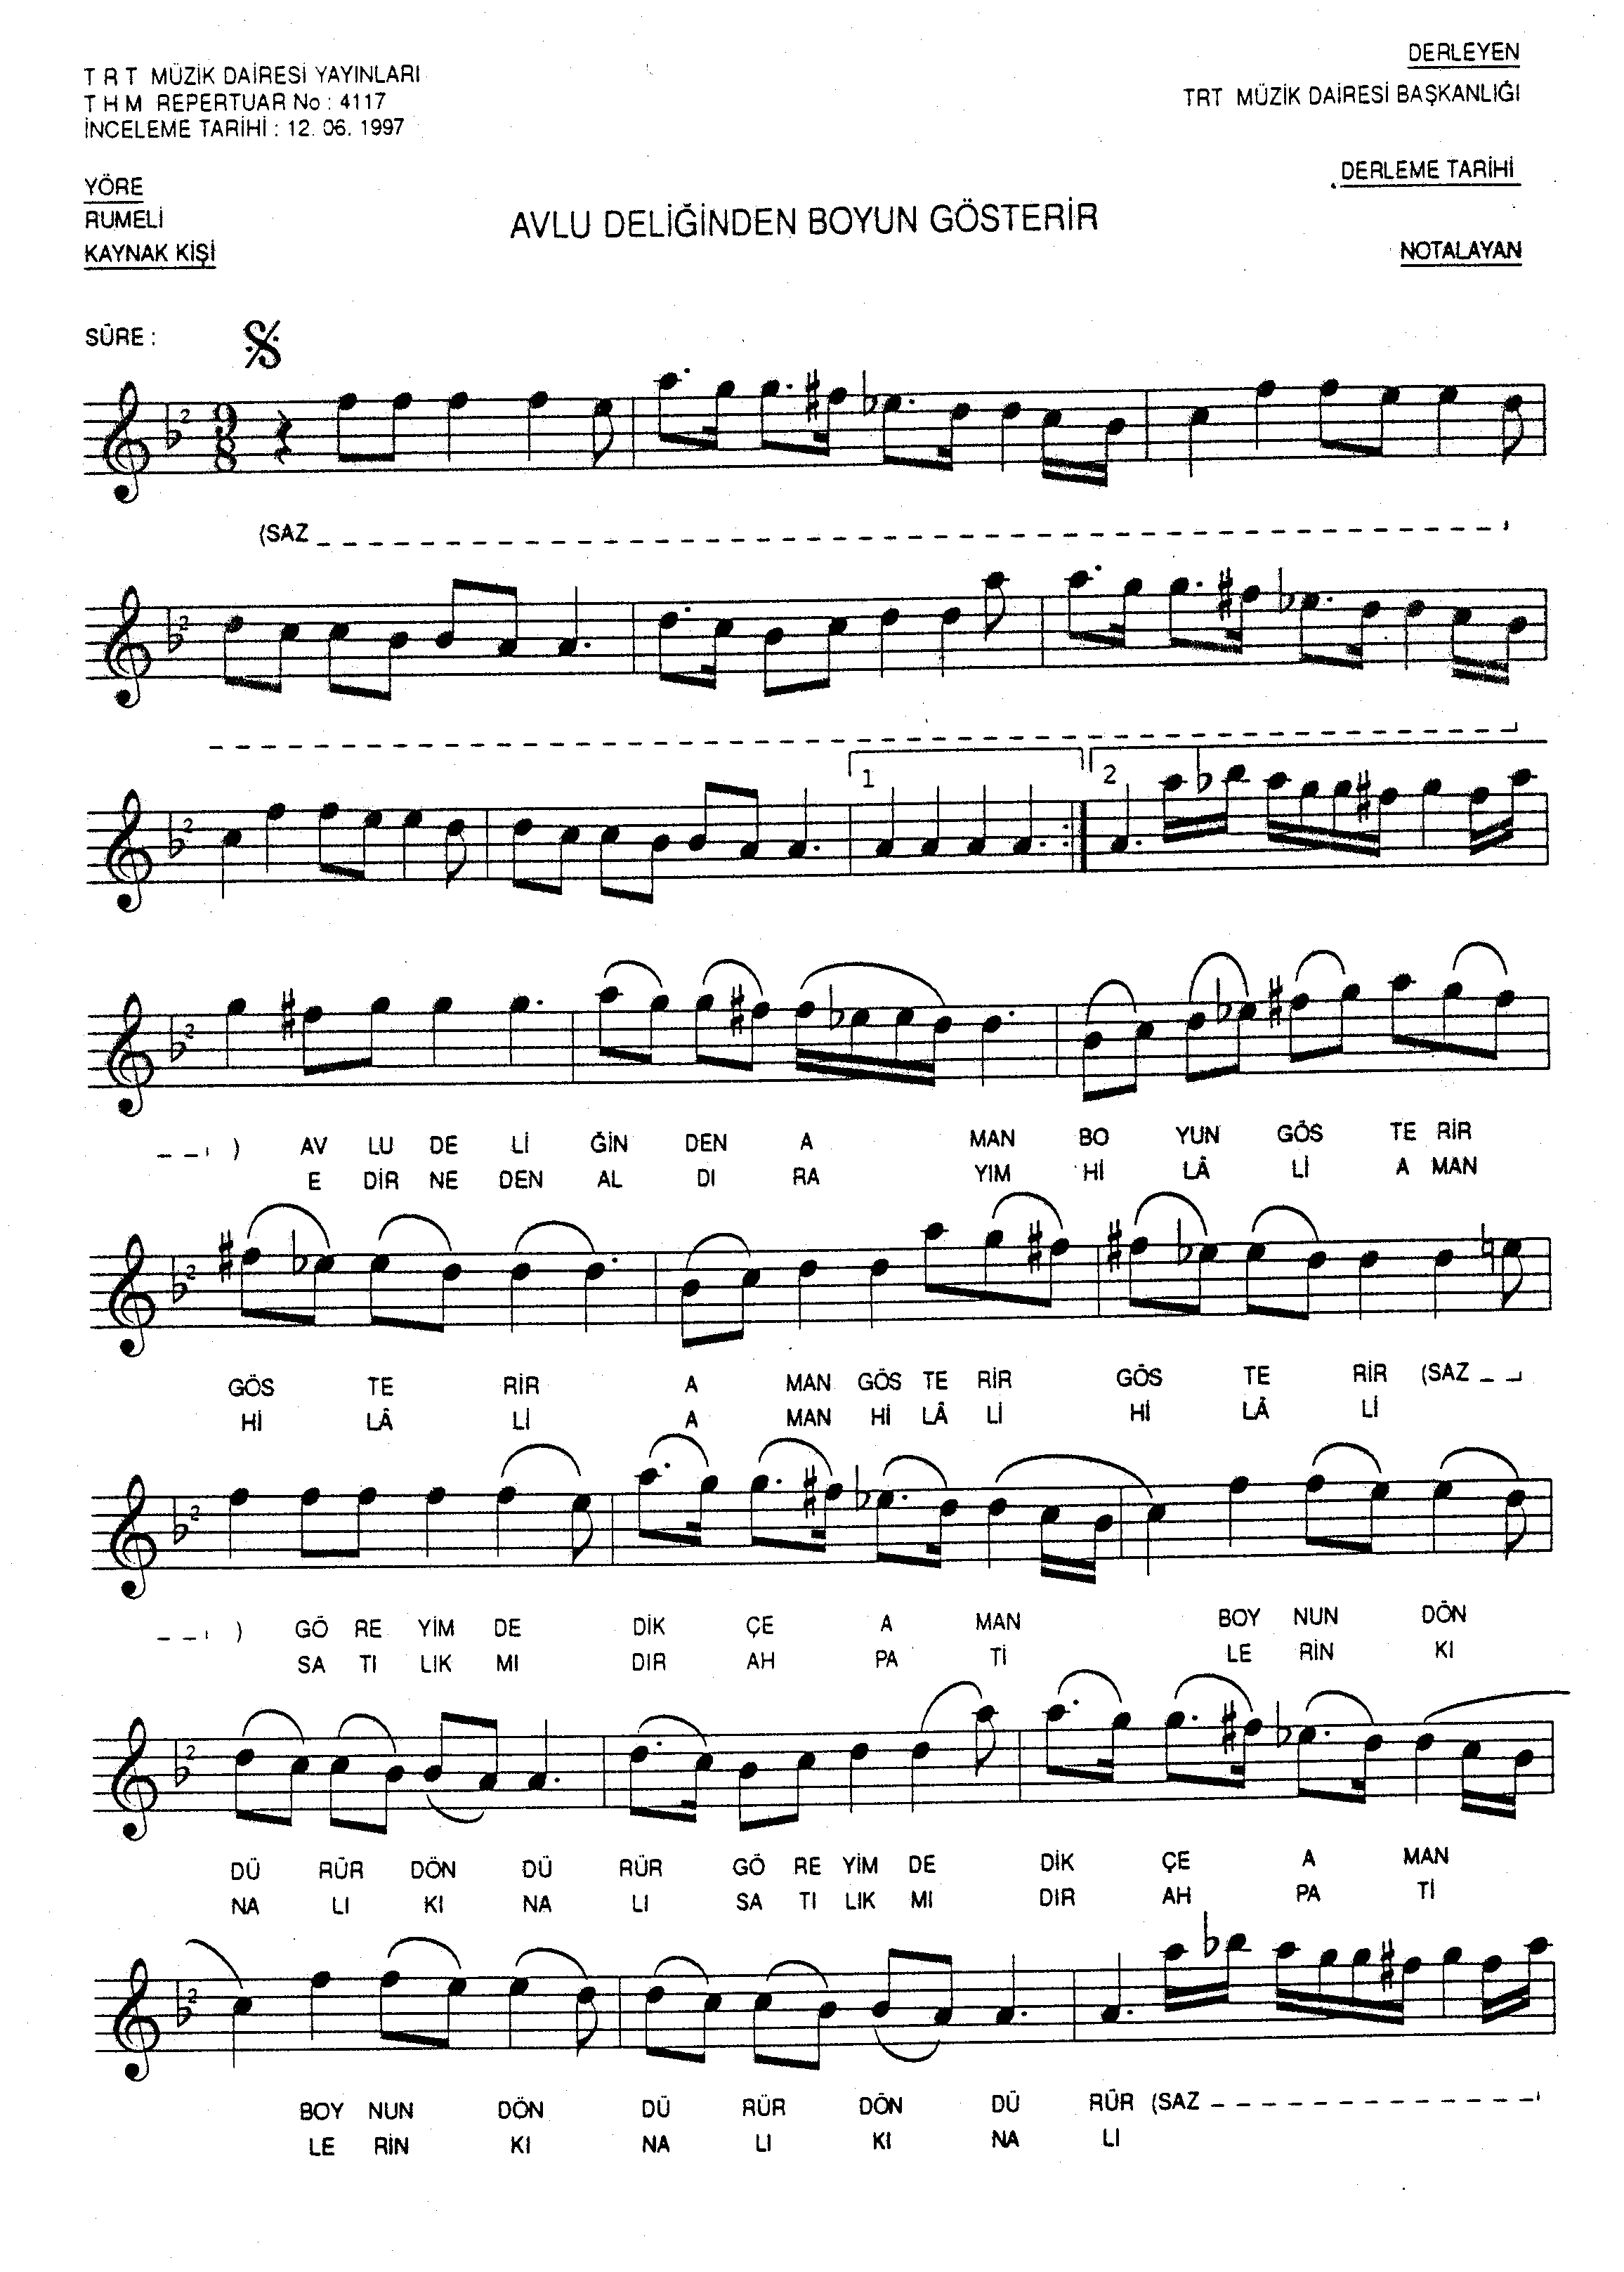 T R T MÜZİK DAİRESİ YAYINLARI
T H M REPERTUAR No : 4117
İNCELEME TARİHİ : 12. 06. 1997
DERLEYEN
TRT MÜZİK DAİRESİ BAŞKANLIĞI
DERLEME TARİHİ
YÖRE
RUMELİ
KAYNAK KİŞİ
AVLU DELİĞİNDEN BOYUN GÖSTERİR
NOTALAYAN
SÜRE :
(SAZ
1 2
) AV LU DE Lİ ĞİN DEN A MAN BO YUN GÖS TE RİR
E DİR NE DEN AL DI RA YIM Hİ LÂ Lİ A MAN
GÖS TE RİR A MAN GÖS TE RİR GÖS TE RİR (SAZ
Hİ LÂ Lİ A MAN Hİ LÂ Lİ Hİ LÂ Lİ
) GÖ RE YİM DE DİK ÇE A MAN BOY NUN DÖN
SA TI LIK MI DIR AH PA Tİ LE RİN KI
DÜ RÜR DÖN DÜ RÜR GÖ RE YİM DE DİK ÇE A MAN
NA LI KI NA LI SA TI LIK MI DIR AH PA Tİ
BOY NUN DÖN DÜ RÜR DÖN DÜ RÜR (SAZ
LE RİN KI NA LI KI NA LI